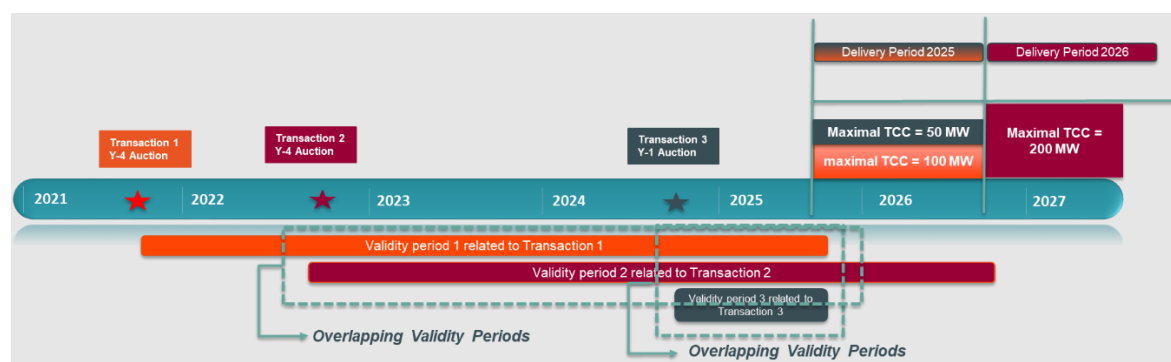 Delivery Period 2025
Delivery Period 2026
Transaction 1
Y-4 Auction
Transaction 2
Y-4 Auction
Transaction 3
Y-1 Auction
Maximal TCC = 50 MW
maximal TCC = 100 MW
Maximal TCC =
200 MW
2021
2022
2023
2024
2025
2026
2027
Validity period 1 related to Transaction 1
Validity period 2 related to Transaction 2
Validity period 3 related to
Transaction 3
Overlapping Validity Periods
Overlapping Validity Periods